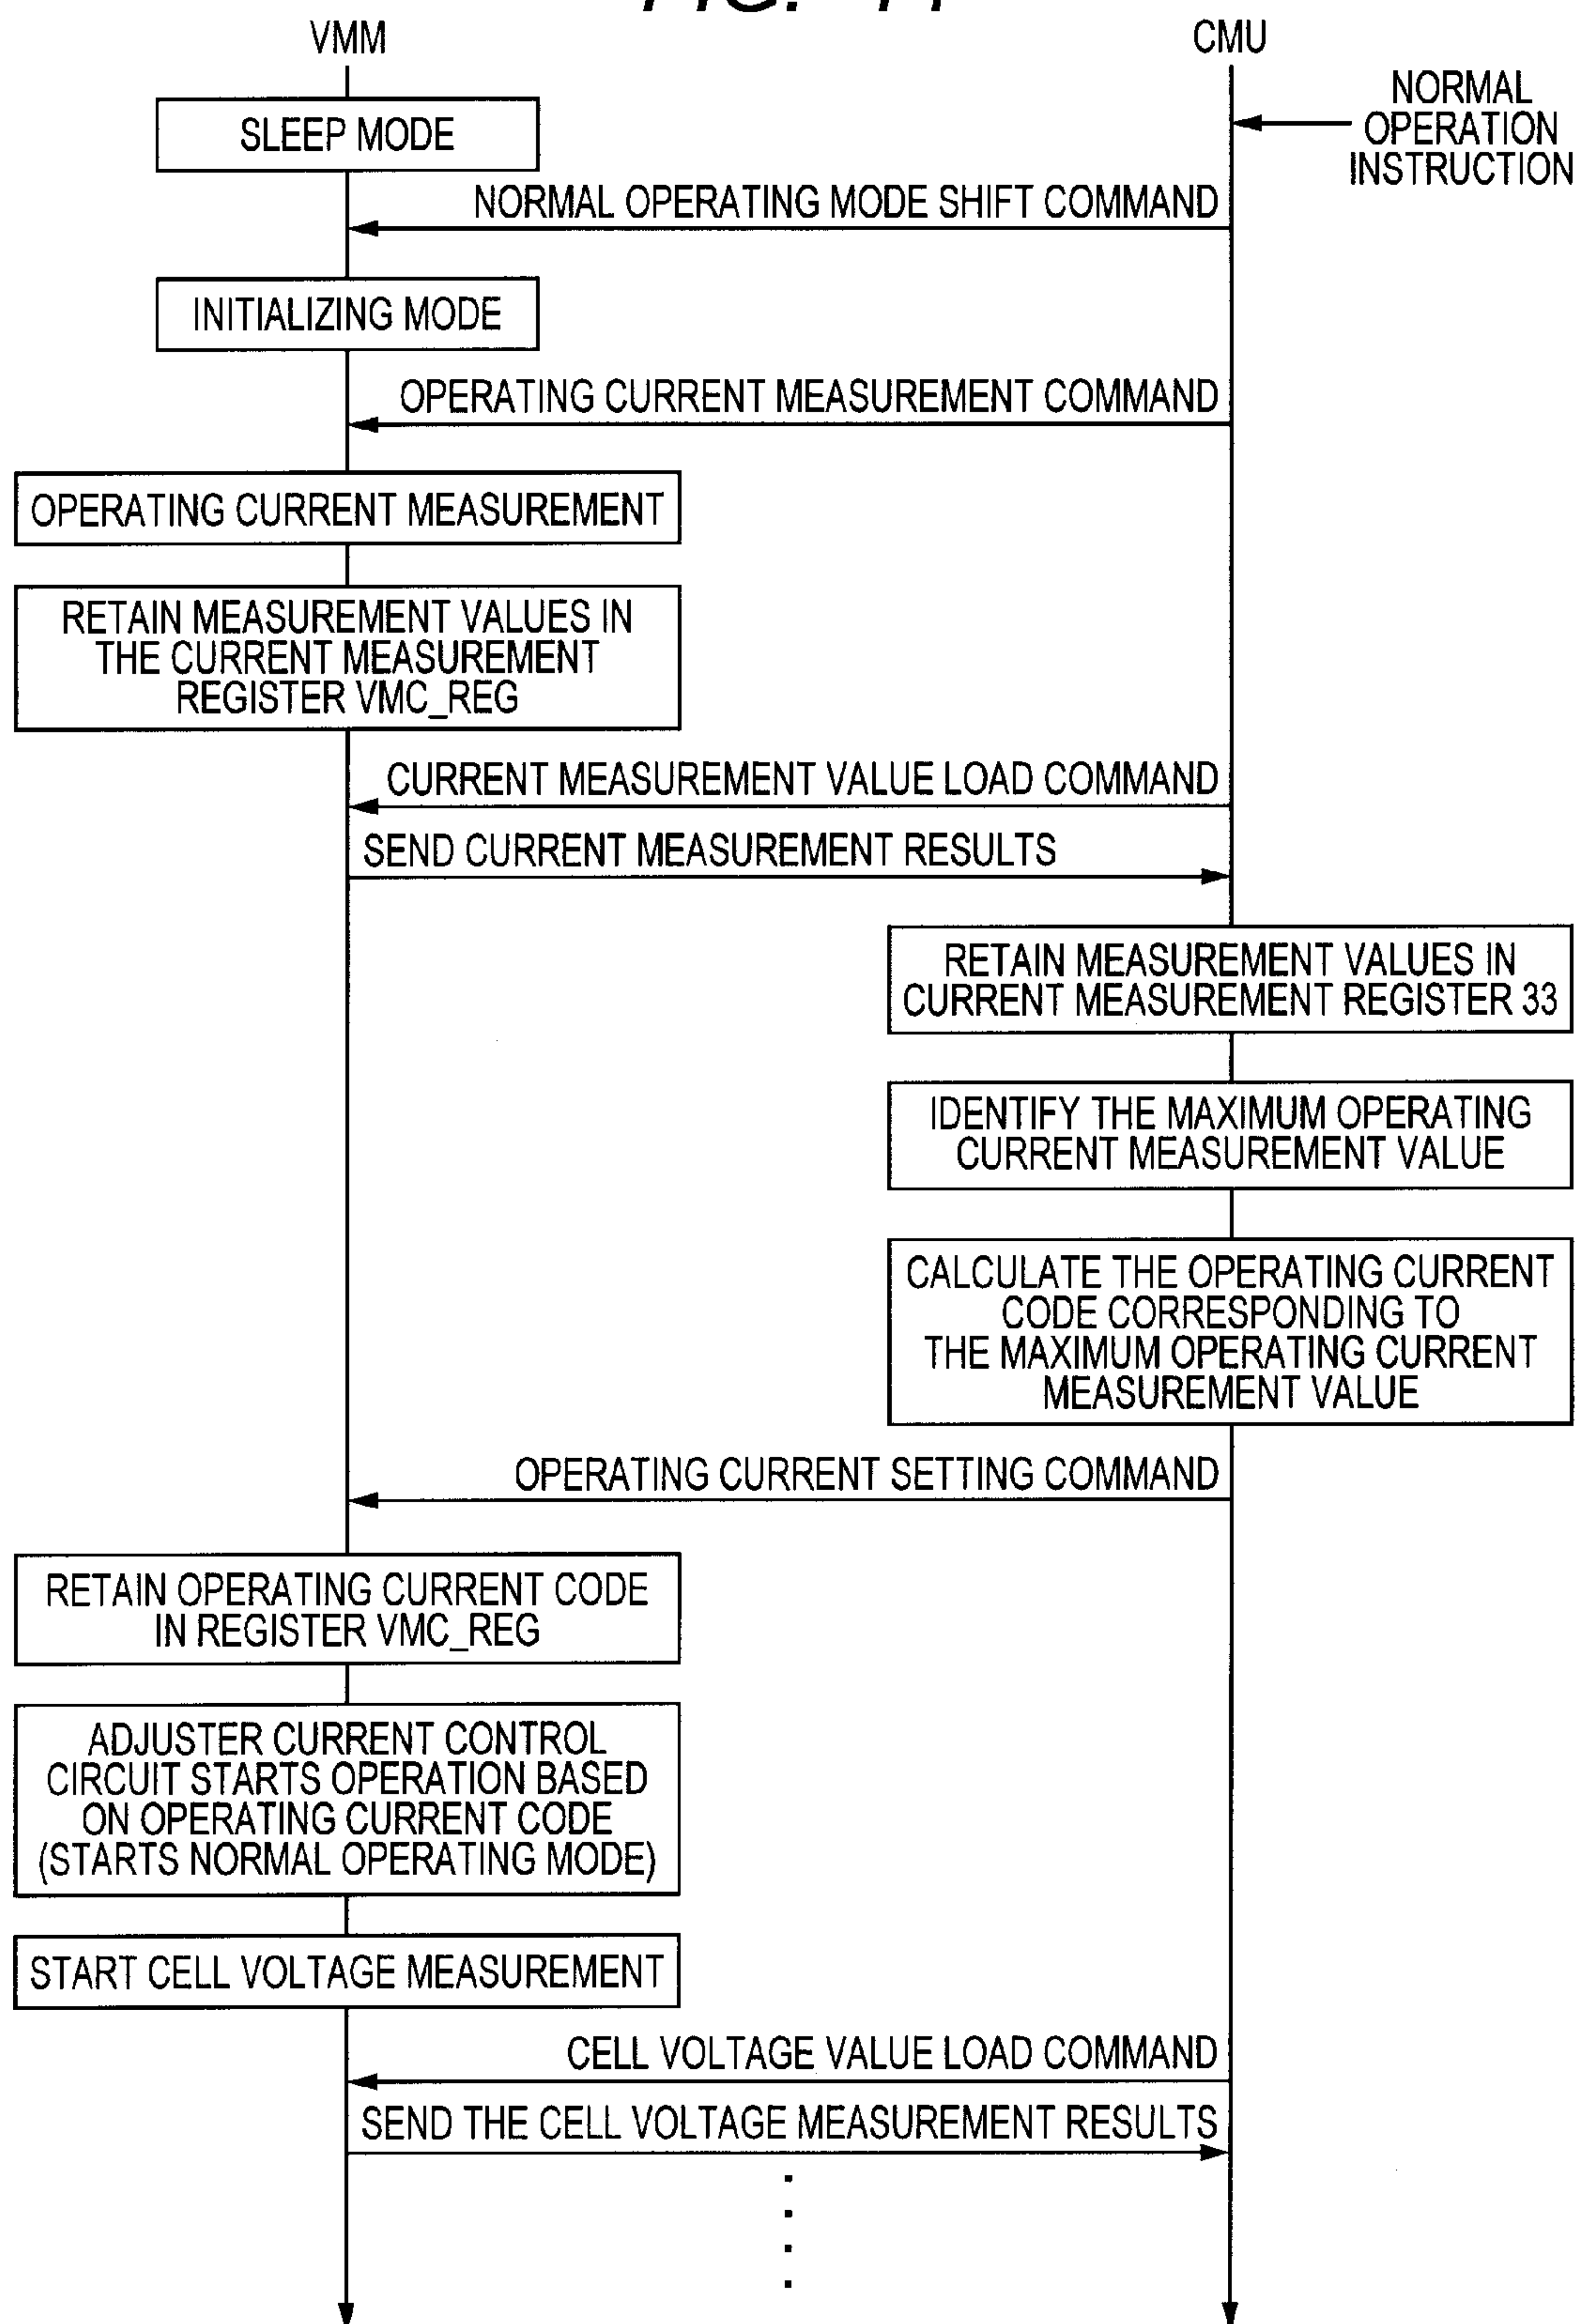 VMM
CMU
NORMAL
OPERATION
INSTRUCTION
SLEEP MODE
NORMAL OPERATING MODE SHIFT COMMAND
INITIALIZING MODE
OPERATING CURRENT MEASUREMENT COMMAND
OPERATING CURRENT MEASUREMENT
RETAIN MEASUREMENT VALUES IN
THE CURRENT MEASUREMENT
REGISTER VMC_REG
CURRENT MEASUREMENT VALUE LOAD COMMAND
SEND CURRENT MEASUREMENT RESULTS
RETAIN MEASUREMENT VALUES IN
CURRENT MEASUREMENT REGISTER 33
IDENTIFY THE MAXIMUM OPERATING
CURRENT MEASUREMENT VALUE
CALCULATE THE OPERATING CURRENT
CODE CORRESPONDING TO
THE MAXIMUM OPERATING CURRENT
MEASUREMENT VALUE
OPERATING CURRENT SETTING COMMAND
RETAIN OPERATING CURRENT CODE
IN REGISTER VMC_REG
ADJUSTER CURRENT CONTROL
CIRCUIT STARTS OPERATION BASED
ON OPERATING CURRENT CODE
(STARTS NORMAL OPERATING MODE)
START CELL VOLTAGE MEASUREMENT
CELL VOLTAGE VALUE LOAD COMMAND
SEND THE CELL VOLTAGE MEASUREMENT RESULTS